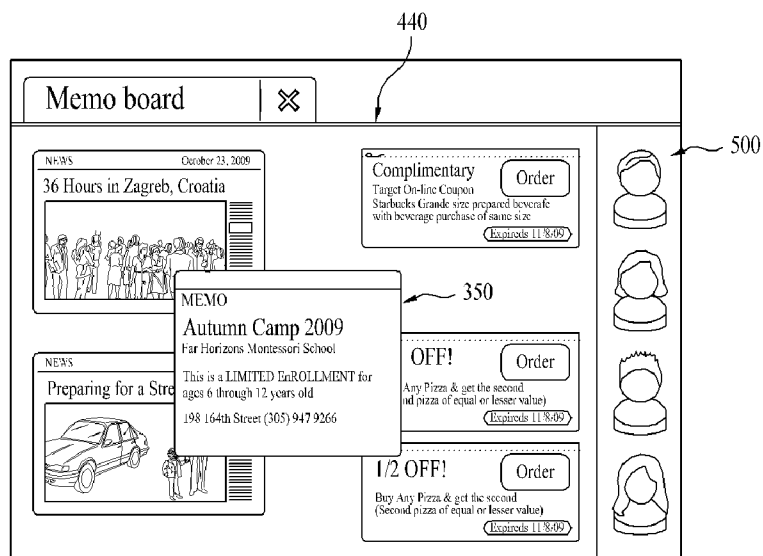 440
Memo board
500
NEWS October 23, 2009
36 Hours in Zagreb, Croatia
Complimentary
Target On-line Coupon
Starbucks Grande size prepared beverafe
with beverage purchase of same size
Order
Expireds 11/8/09
350
MEMO
Autumn Camp 2009
Far Horizons Montessori School
This is a LIMITED EnROLLMENT for
ages 6 through 12 years old
198 164th Street (305) 947 9266
NEWS
Preparing for a Stre
OFF!
Order
Any Pizza & get the second
nd pizza of equal or lesser value)
Expireds 11/8/09
1/2 OFF!
Order
Buy Any Pizza & get the second
(Second pizza of equal or lesser value)
Expireds 11/8/09